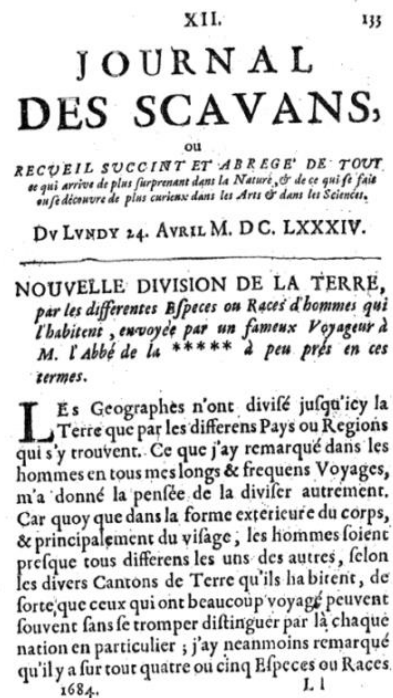 XII. 133
JOURNAL
DES SCAVANS,
ou
RECVEIL SVCCINT ET ABREGE' DE TOUT
ce qui arrive de plus ſurprenant dans la Nature, & de ce qui ſe fait
ou ſe découvre de plus curieux dans les Arts & dans les Sciences.
DV LVNDY 24. AVRIL M. DC. LXXXIV.
NOUVELLE DIVISION DE LA TERRE,
par les differentes Eſpeces ou Races d'hommes qui
l'habitent, envoyée par un fameux Voyageur à
M. l'Abbé de la ***** à peu prés en ces
termes.
LEs Geographes n'ont diviſé juſqu'icy la
Terre que par les differens Pays ou Regions
qui s'y trouvent. Ce que j'ay remarqué dans les
hommes en tous mes longs & frequens Voyages,
m'a donné la penſée de la diviſer autrement.
Car quoy que dans la forme exterieure du corps,
& principalement du viſage, les hommes ſoient
preſque tous differens les uns des autres, ſelon
les divers Cantons de Terre qu'ils habitent, de
ſorte que ceux qui ont beaucoup voyagé peuvent
ſouvent ſans ſe tromper diſtinguer par là chaque
nation en particulier ; j'ay neanmoins remarqué
qu'il y a ſur tout quatre ou cinq Eſpeces ou Races
1684. L l